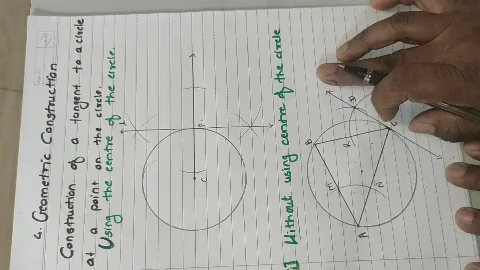 4. Geometric Construction
Construction of a tangent to a circle
at a point on the circle.
Using the centre of the circle.
P
C
Without using centre of the circle
B
R
C
M
N
A